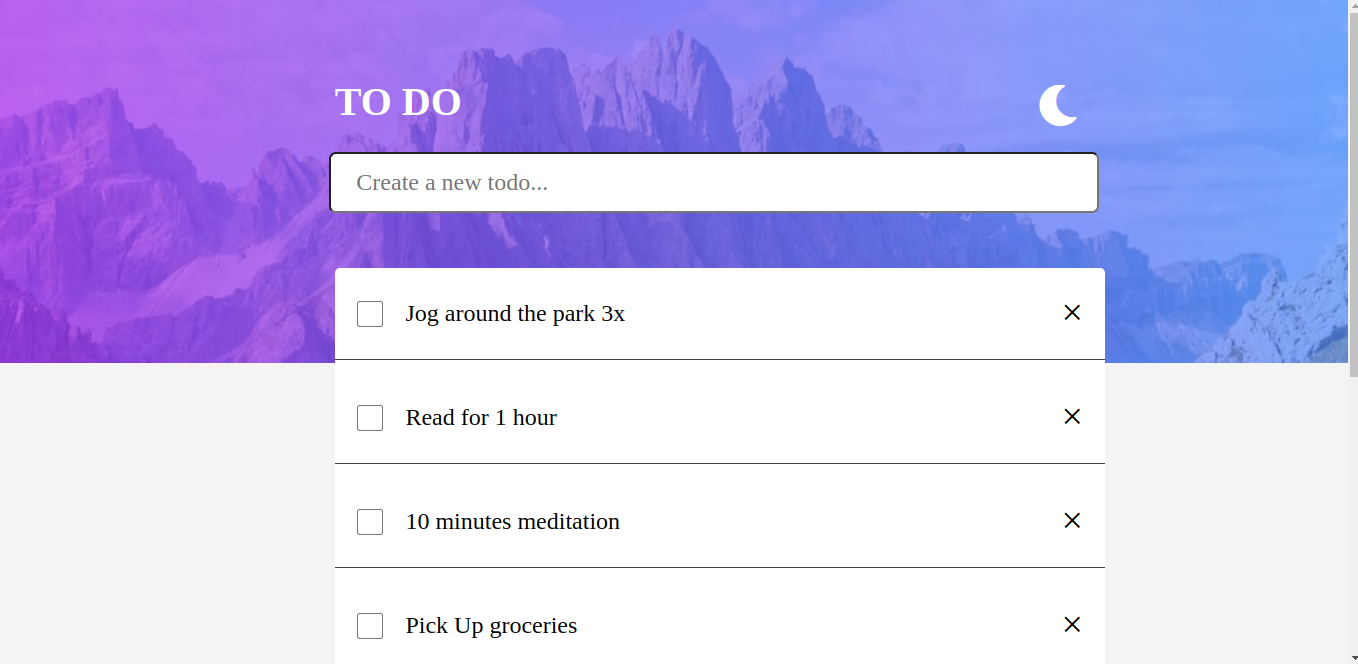 TO DO
Create a new todo...
Jog around the park 3x
Read for 1 hour
10 minutes meditation
Pick Up groceries